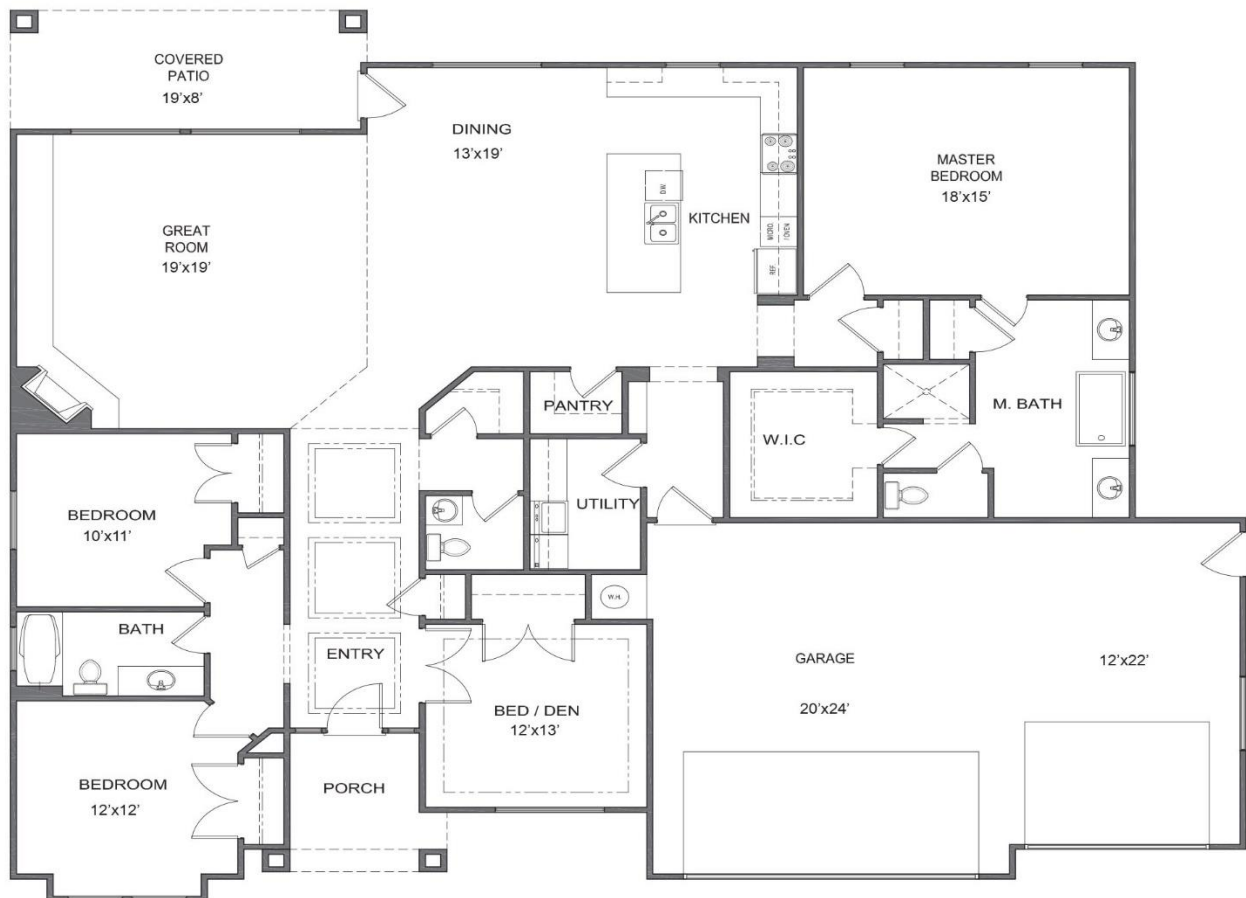 COVERED
PATIO
19'x8'
DINING
13'x19'
MASTER
BEDROOM
18'x15'
D/W
KITCHEN
MICRO.
/ OVEN
REF
GREAT
ROOM
19'x19'
PANTRY
W.I.C
M. BATH
UTILITY
BEDROOM
10'x11'
W.H.
BATH
ENTRY
GARAGE
20'x24'
12'x22'
BED / DEN
12'x13'
BEDROOM
12'x12'
PORCH